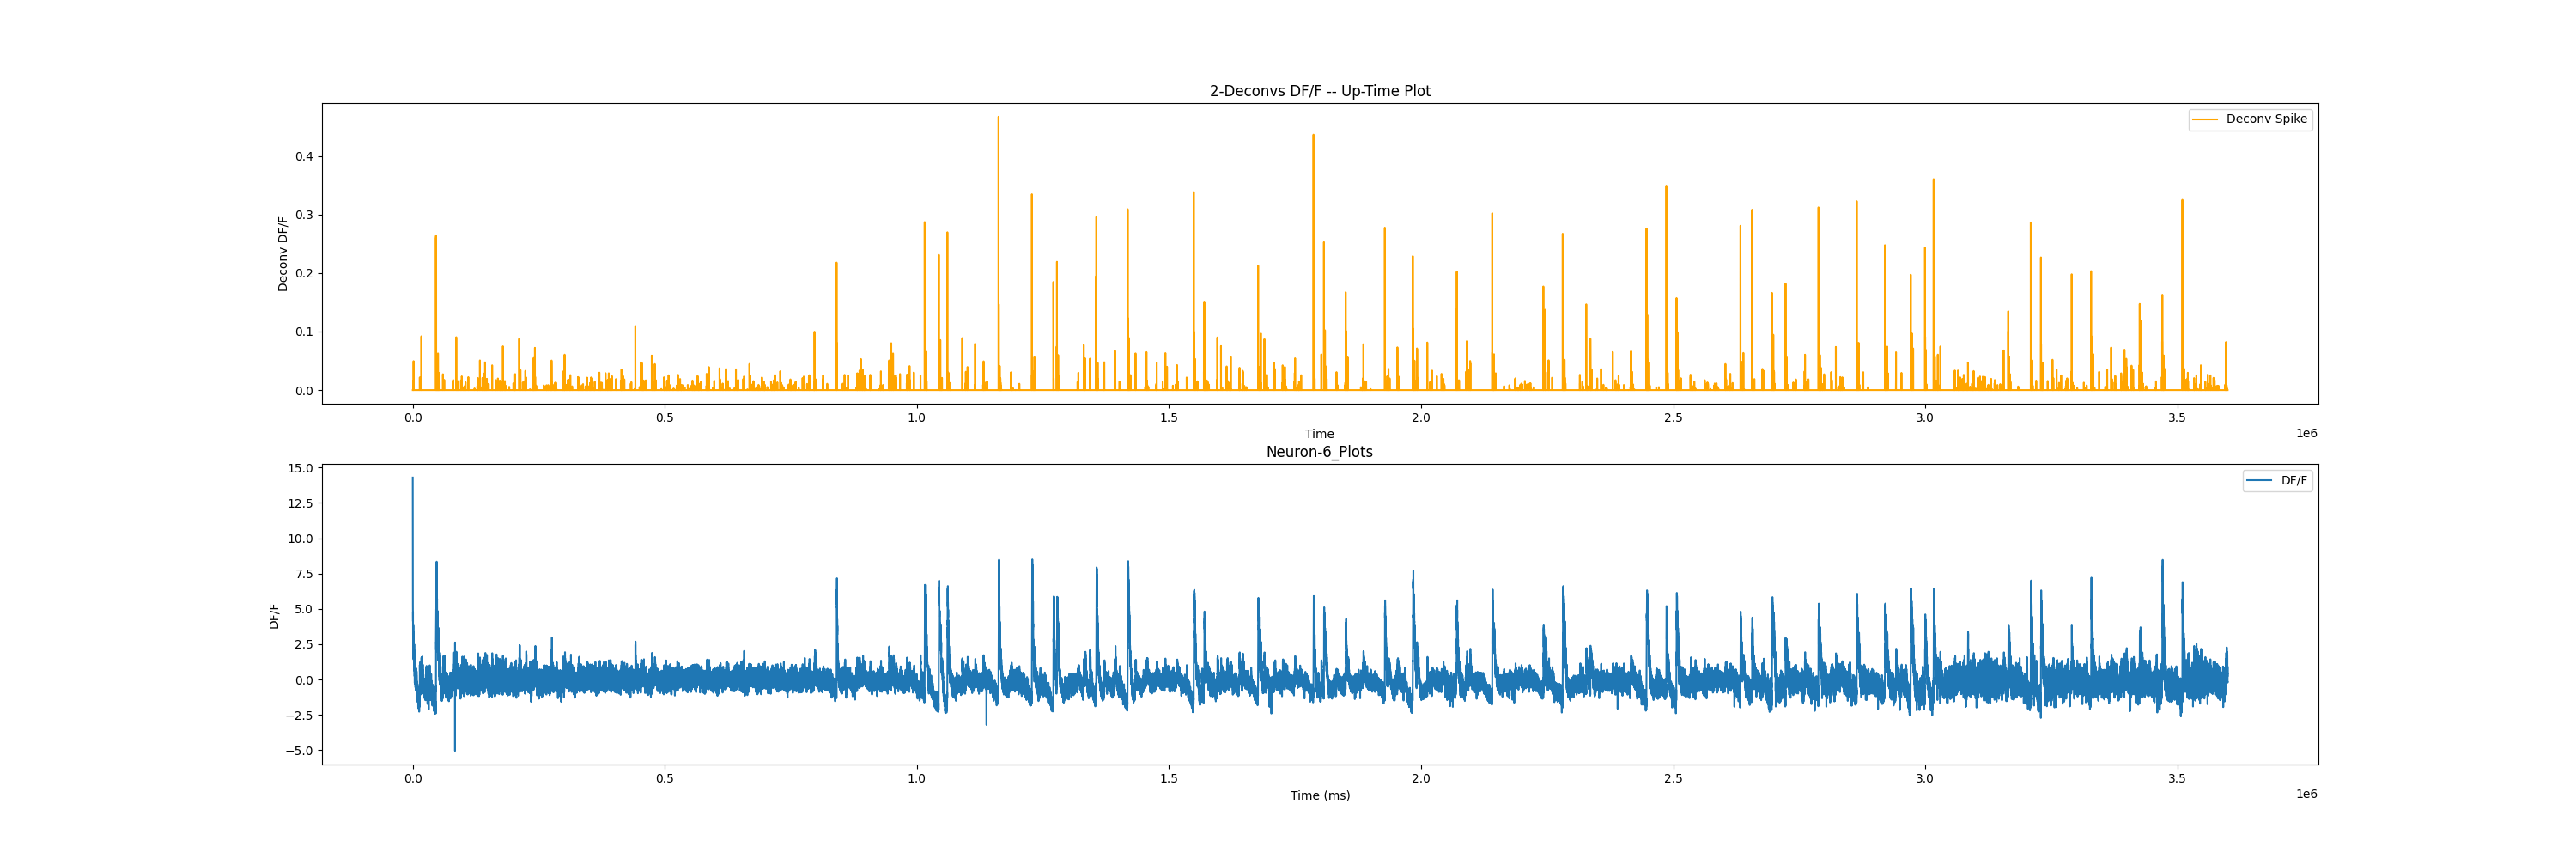 2-Deconvs DF/F -- Up-Time Plot
Deconv Spike
Deconv DF/F
0.4
0.3
0.2
0.1
0.0
0.0 0.5 1.0 1.5 2.0 2.5 3.0 3.5
Time
1e6
Neuron-6_Plots
DF/F
DF/F
15.0
12.5
10.0
7.5
5.0
2.5
0.0
−2.5
−5.0
0.0 0.5 1.0 1.5 2.0 2.5 3.0 3.5
Time (ms)
1e6